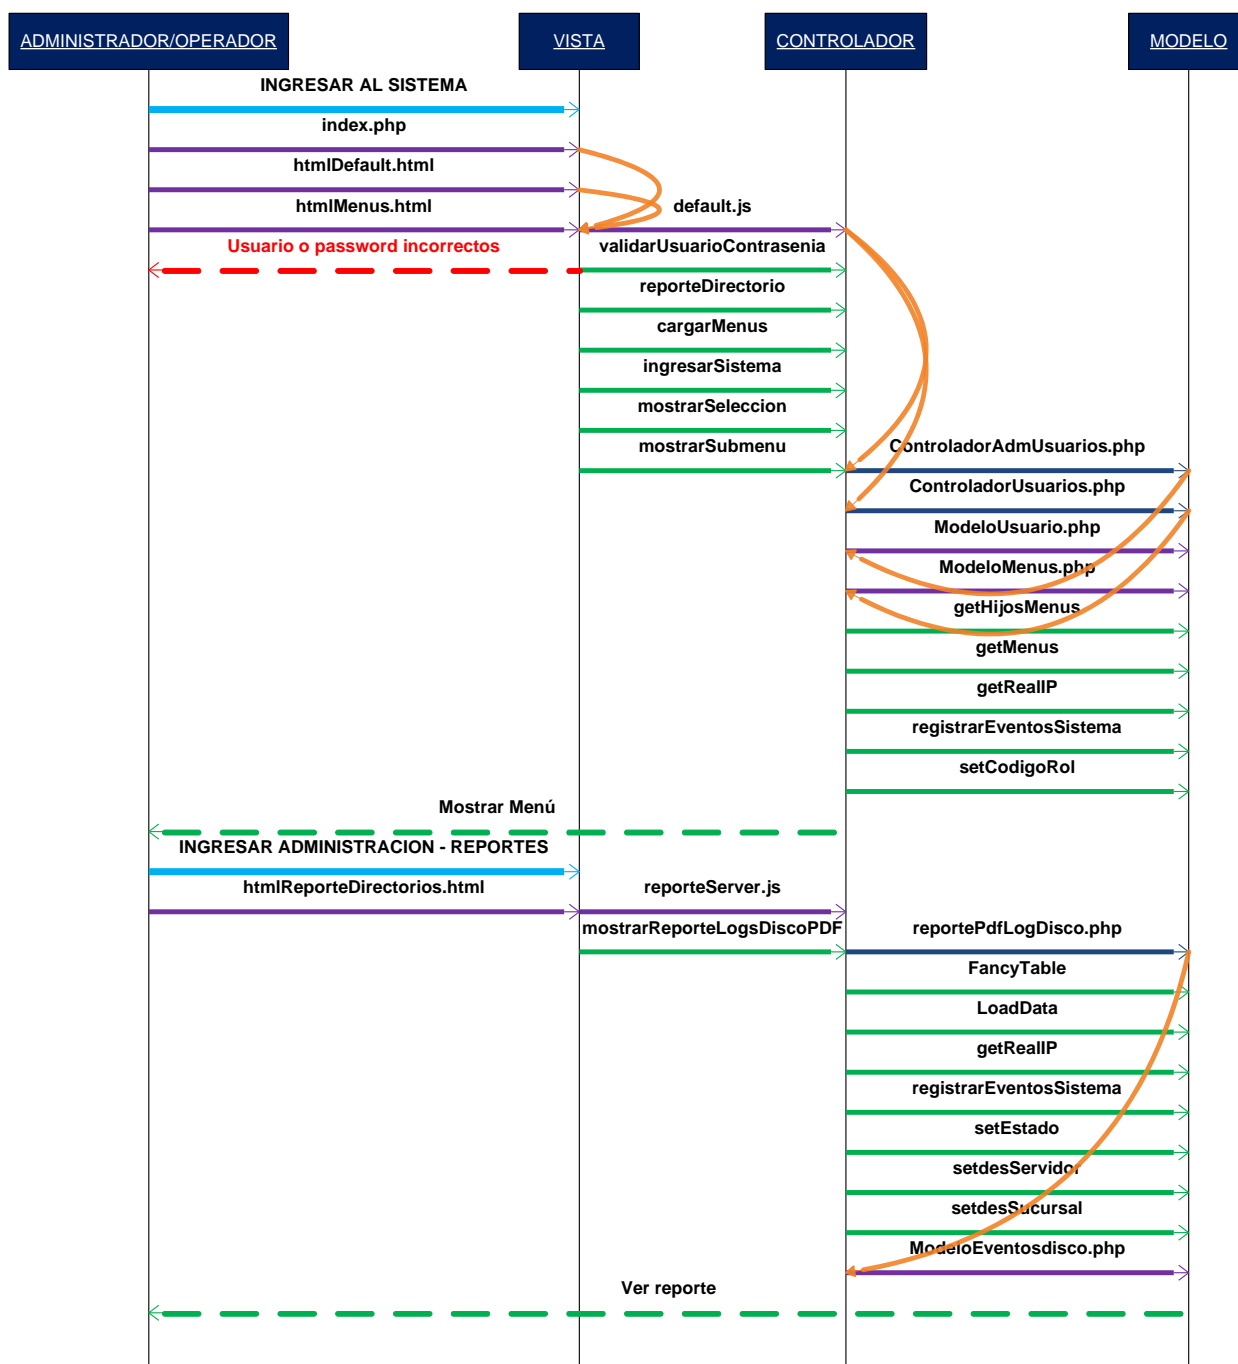 ADMINISTRADOR/OPERADOR
VISTA
CONTROLADOR
MODELO
INGRESAR AL SISTEMA
index.php
htmlDefault.html
htmlMenus.html
default.js
Usuario o password incorrectos
validarUsuarioContrasenia
reporteDirectorio
cargarMenus
ingresarSistema
mostrarSeleccion
mostrarSubmenu
ControladorAdmUsuarios.php
ControladorUsuarios.php
ModeloUsuario.php
ModeloMenus.php
getHijosMenus
getMenus
getRealIP
registrarEventosSistema
setCodigoRol
Mostrar Menú
INGRESAR ADMINISTRACION - REPORTES
htmlReporteDirectorios.html
reporteServer.js
mostrarReporteLogsDiscoPDF
reportePdfLogDisco.php
FancyTable
LoadData
getRealIP
registrarEventosSistema
setEstado
setdesServidor
setdesSucursal
ModeloEventosdisco.php
Ver reporte